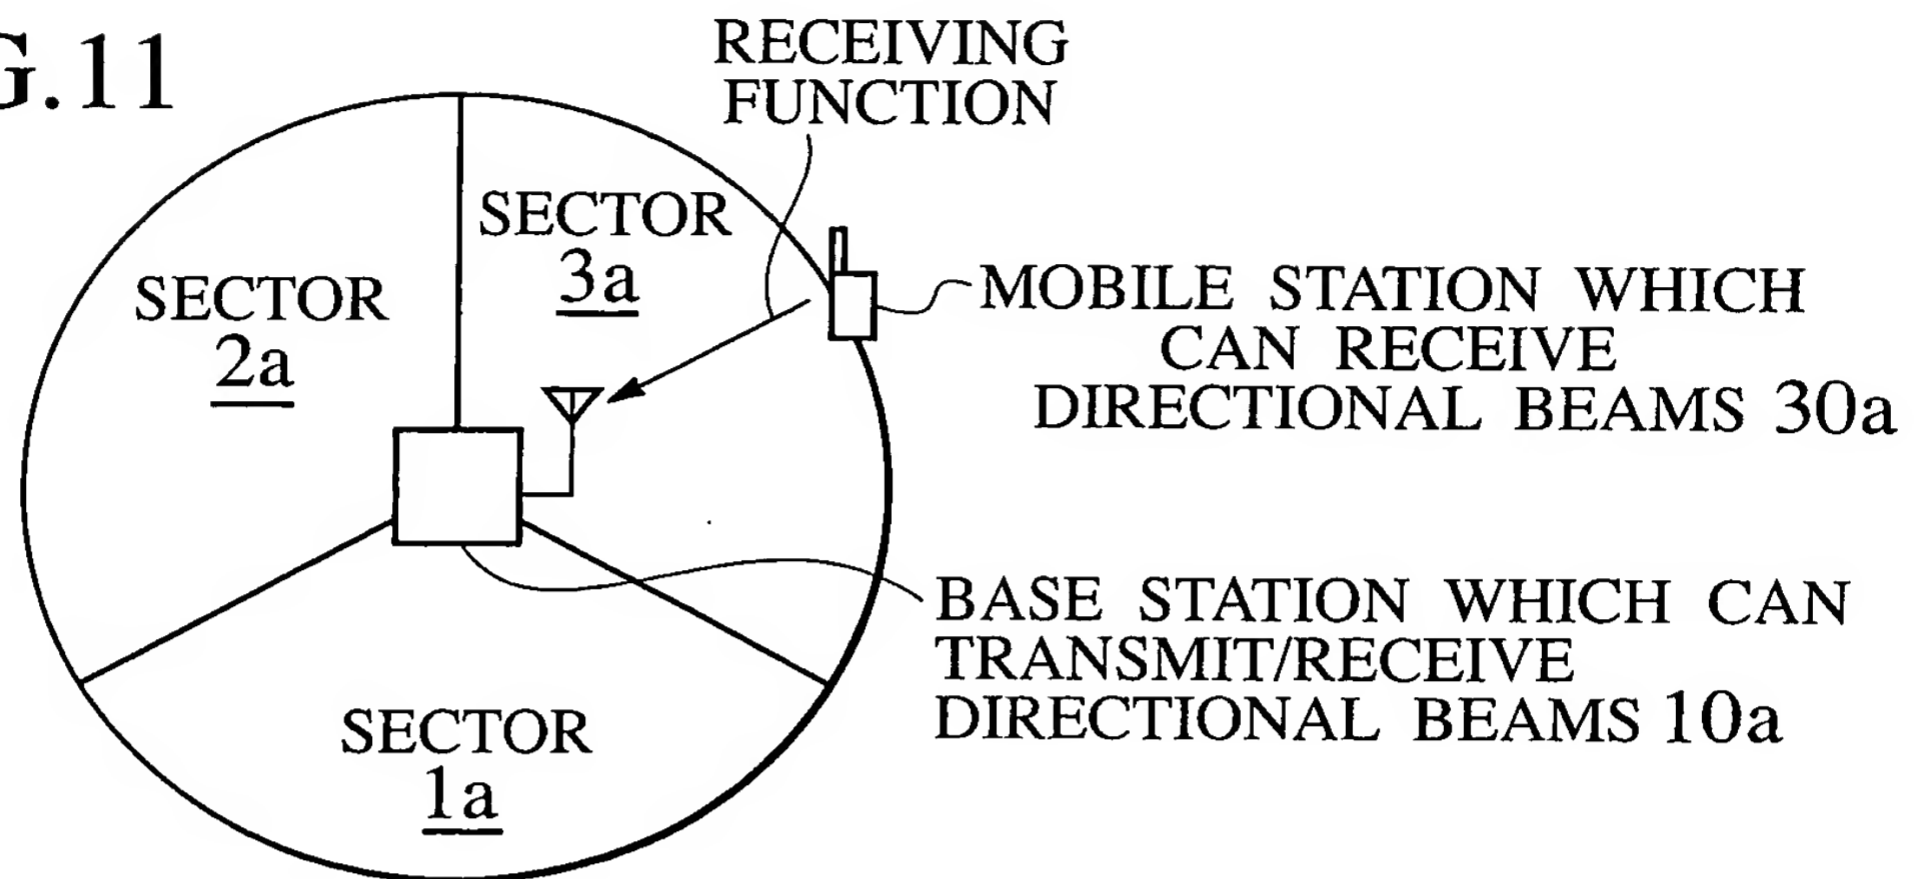 G.11
RECEIVING
FUNCTION
SECTOR
3a
SECTOR
2a
MOBILE STATION WHICH
CAN RECEIVE
DIRECTIONAL BEAMS 30a
BASE STATION WHICH CAN
TRANSMIT/RECEIVE
DIRECTIONAL BEAMS 10a
SECTOR
1a